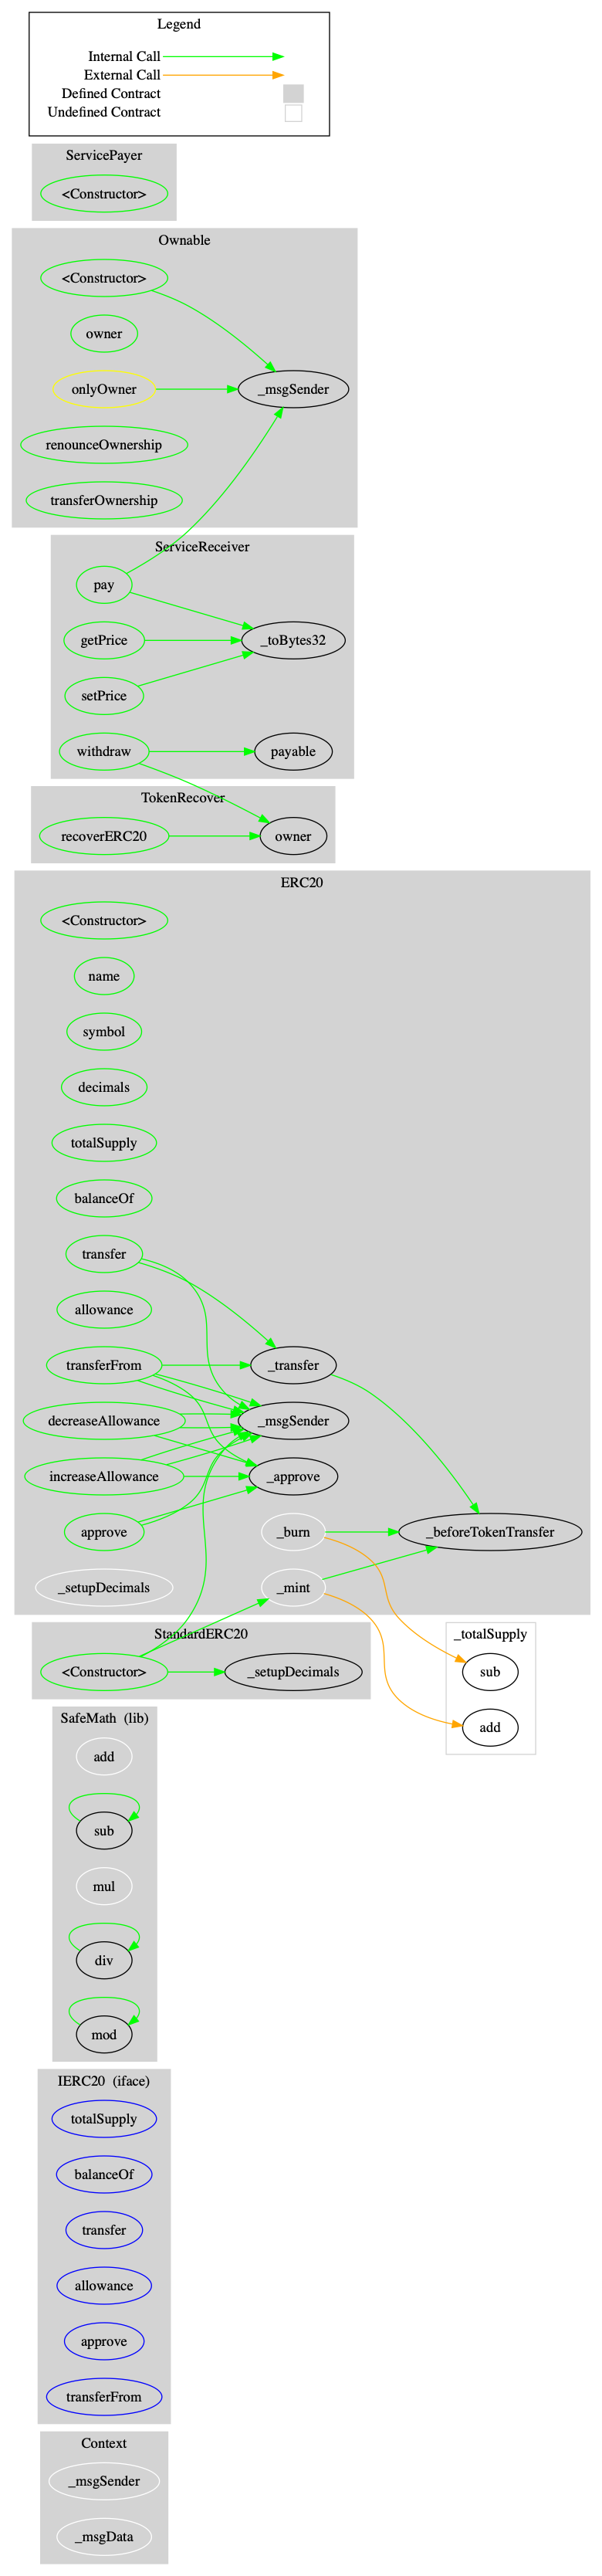 Legend
Internal Call
External Call
Defined Contract
Undefined Contract
ServicePayer
<Constructor>
Ownable
<Constructor>
owner
onlyOwner
_msgSender
renounceOwnership
transferOwnership
ServiceReceiver
pay
getPrice
_toBytes32
setPrice
withdraw
payable
TokenRecover
recoverERC20
owner
ERC20
<Constructor>
name
symbol
decimals
totalSupply
balanceOf
transfer
allowance
transferFrom
_transfer
decreaseAllowance
_msgSender
increaseAllowance
_approve
approve
_burn
_beforeTokenTransfer
_setupDecimals
_mint
StandardERC20
<Constructor>
_setupDecimals
_totalSupply
sub
add
SafeMath  (lib)
add
sub
mul
div
mod
IERC20  (iface)
totalSupply
balanceOf
transfer
allowance
approve
transferFrom
Context
_msgSender
_msgData